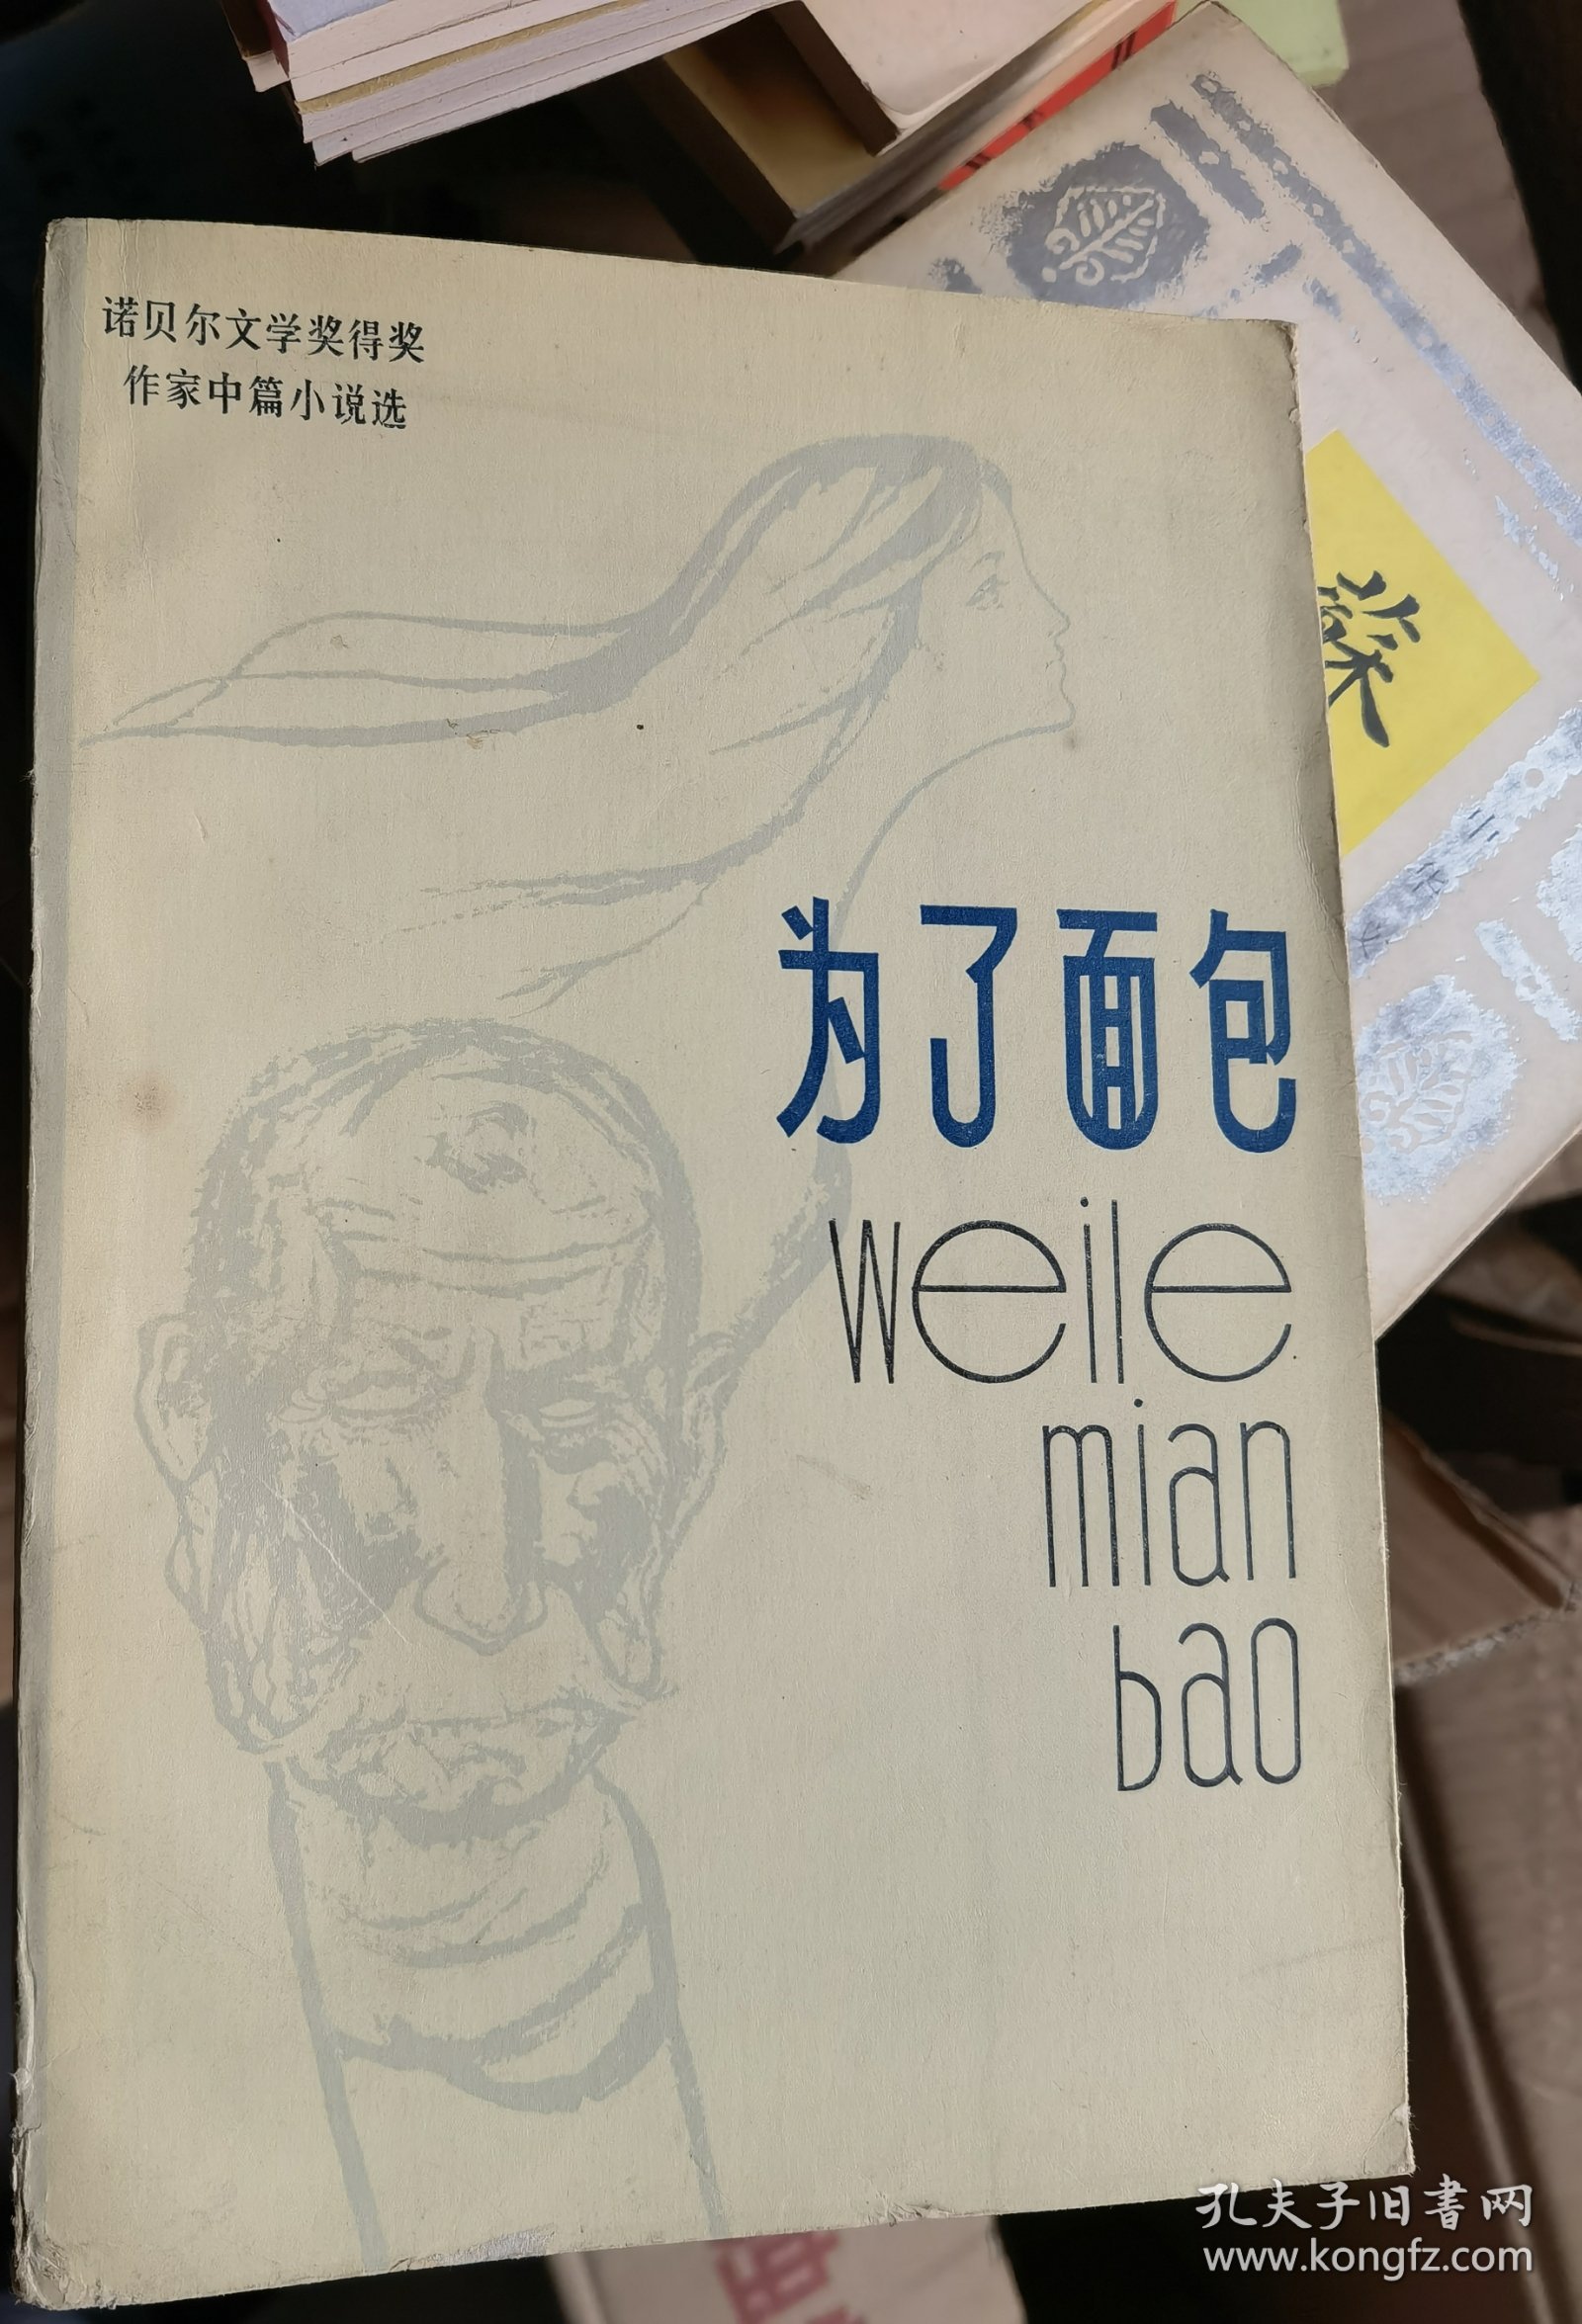 诺贝尔文学奖得奖
作家中篇小说选
为了面包
weile
mian
bao
孔夫子旧書网
www.kongfz.com